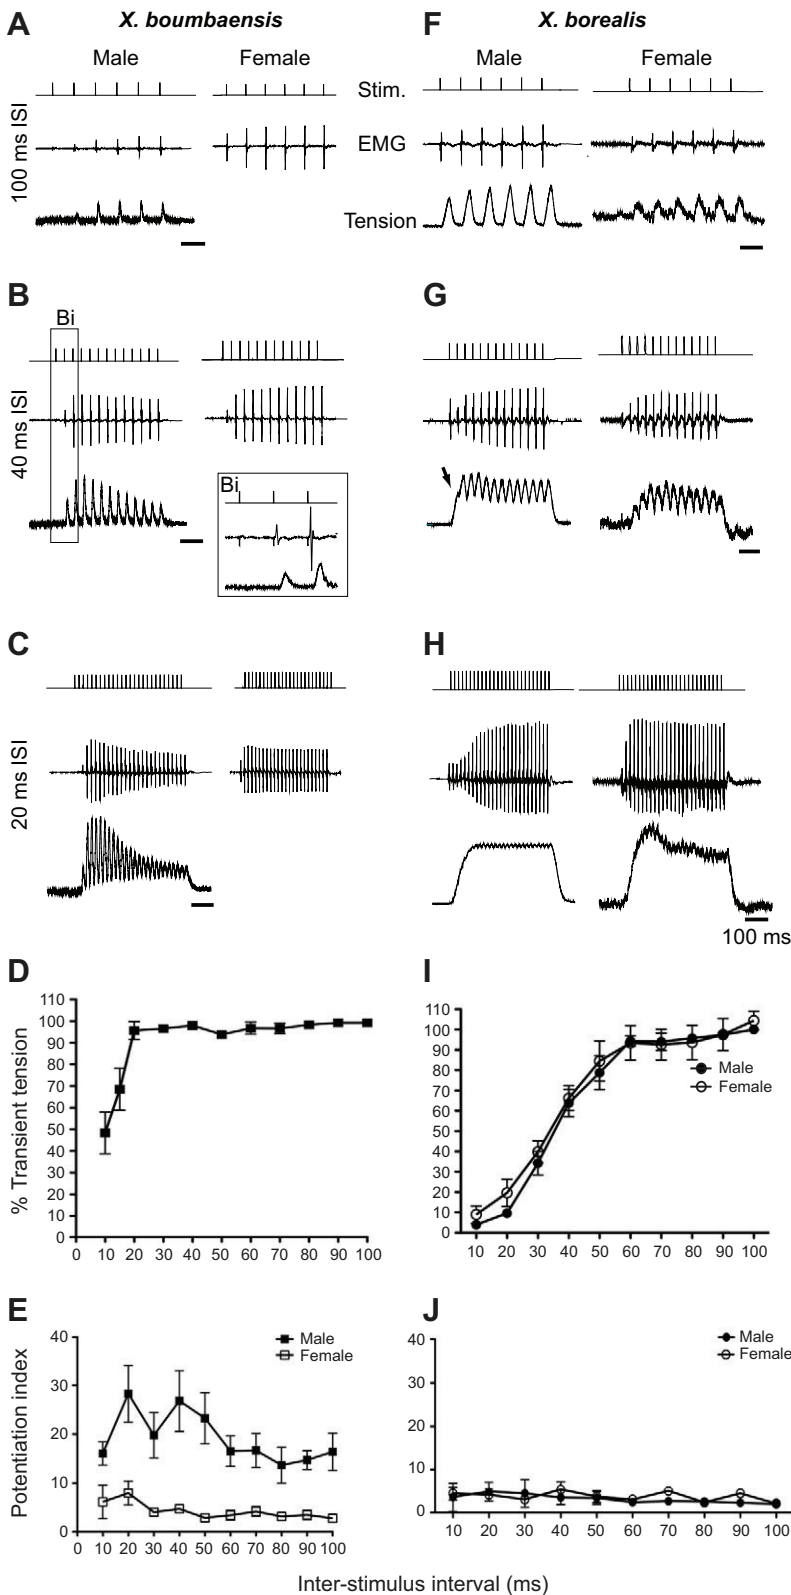 A X. boumbaensis F X. borealis
Male Female Male Female
Stim.
100 ms ISI
EMG
Tension
B G
Bi
40 ms ISI
Bi
C H
20 ms ISI
100 ms
D I
% Transient tension
110
100
90
80
70
60
50
40
30
20
10
0
0 10 20 30 40 50 60 70 80 90 100
110
100
90
80
70
60
50
40
30
20
10
0
Male
Female
10 20 30 40 50 60 70 80 90 100
E J
Potentiation index
40
30
20
10
0
Male
Female
10 20 30 40 50 60 70 80 90 100
40
30
20
10
0
Male
Female
10 20 30 40 50 60 70 80 90 100
Inter-stimulus interval (ms)